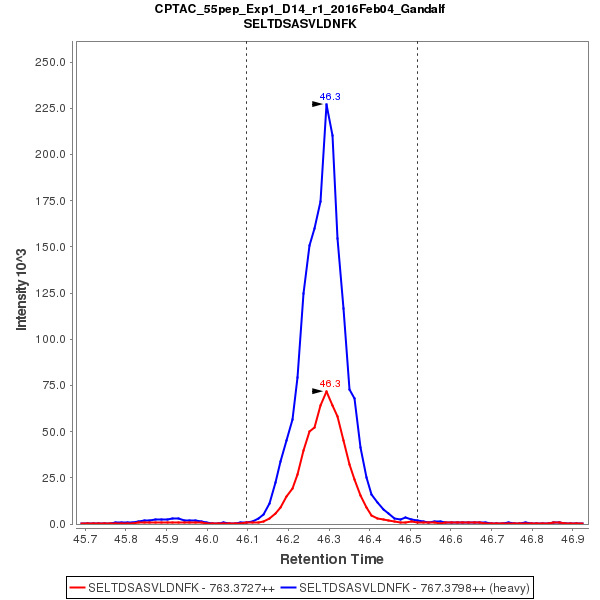 CPTAC_55pep_Exp1_D14_r1_2016Feb04_Gandalf
SELTDSASVLDNFK
250.0
225.0
200.0
175.0
150.0
125.0
100.0
75.0
50.0
25.0
0.0
Intensity 10^3
46.3
46.3
45.7 45.8 45.9 46.0 46.1 46.2 46.3 46.4 46.5 46.6 46.7 46.8 46.9
Retention Time
SELTDSASVLDNFK - 763.3727++ SELTDSASVLDNFK - 767.3798++ (heavy)